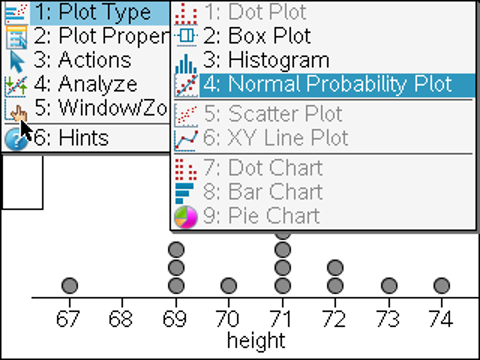 1: Plot Type
2: Plot Proper
3: Actions
4: Analyze
5: Window/Zo
6: Hints
1: Dot Plot
2: Box Plot
3: Histogram
4: Normal Probability Plot
5: Scatter Plot
6: XY Line Plot
7: Dot Chart
8: Bar Chart
9: Pie Chart
67 68 69 70 71 72 73 74
height